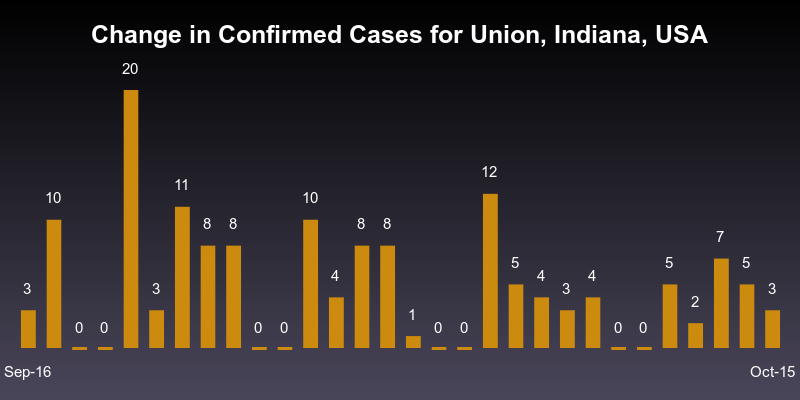 Change in Confirmed Cases for Union, Indiana, USA
3 10 0 0 20 3 11 8 8 0 0 10 4 8 8 1 0 0 12 5 4 3 4 0 0 5 2 7 5 3
Sep-16 Oct-15